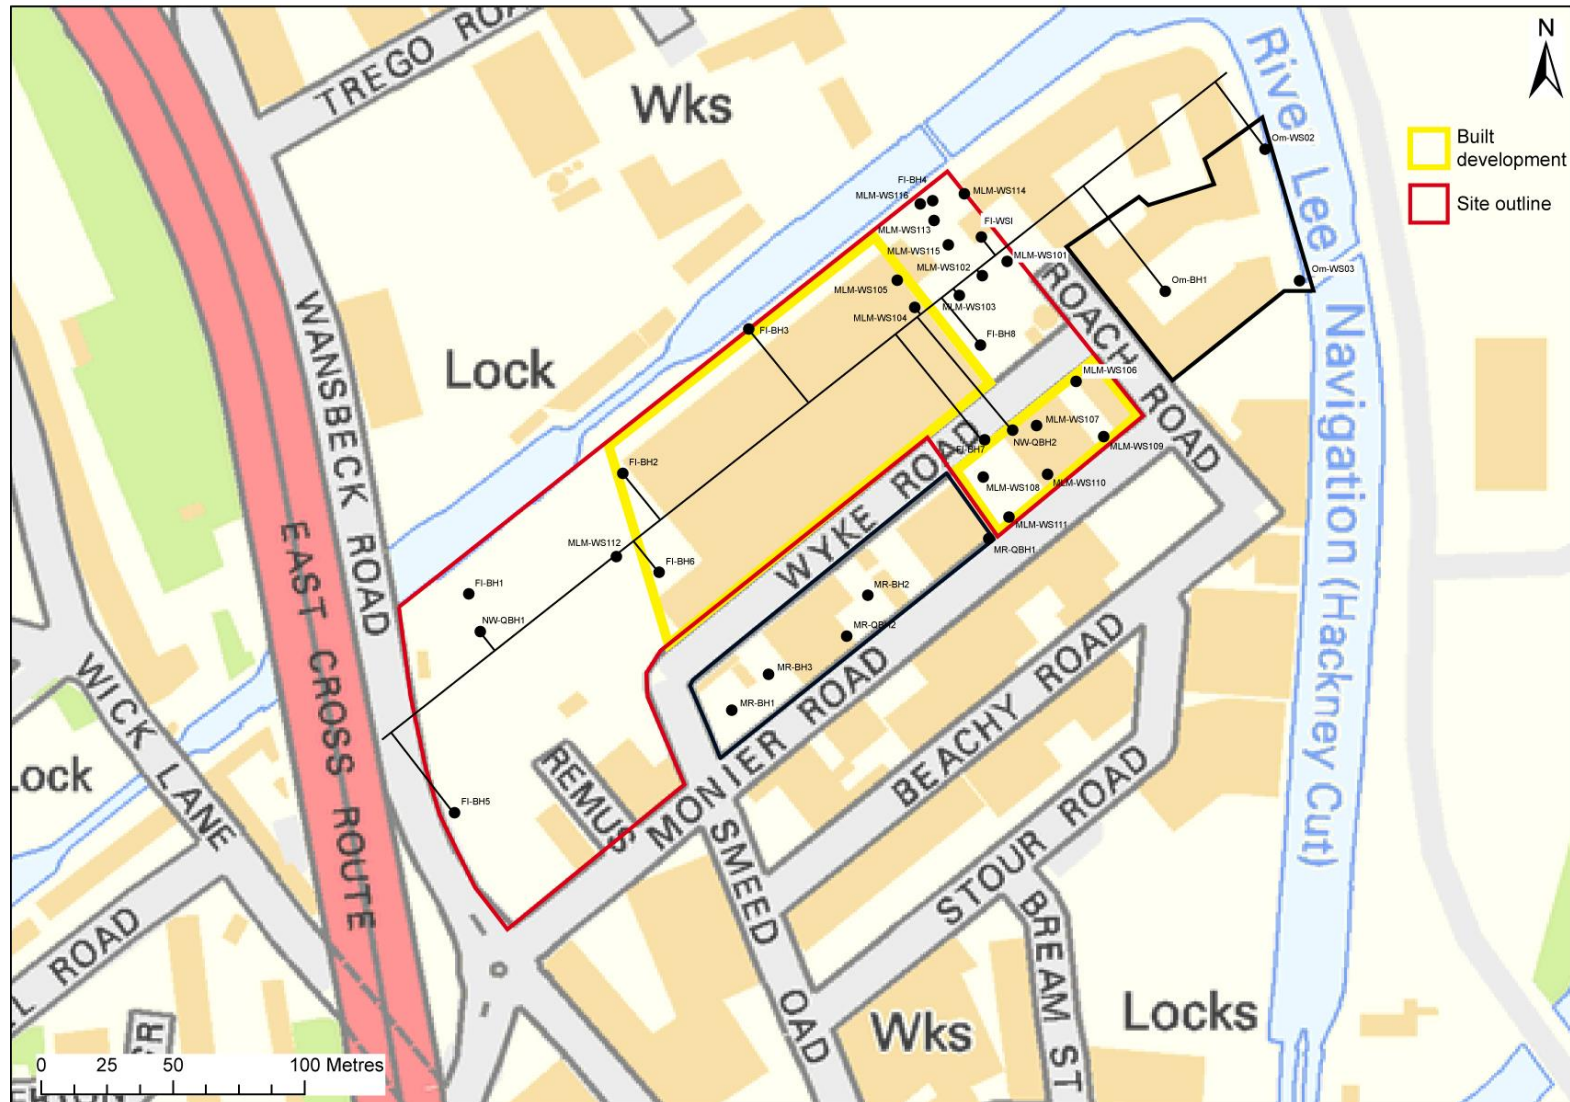 TREGO ROA
Wks
River Lee Navigation (Hackney Cut)
N
Built
development
Site outline
Om-WS02
FI-BH4
MLM-WS114
MLM-WS116
FI-WSI
MLM-WS113
MLM-WS115
MLM-WS101
MLM-WS102
MLM-WS105
MLM-WS103
MLM-WS104
Om-WS03
Om-BH1
FI-BH3
FI-BH8
WANSBECK ROAD
Lock
ROACH ROAD
MLM-WS106
MLM-WS107
NW-QBH2
MLM-WS109
FI-BH7
WYKE ROAD
FI-BH2
MLM-WS108
MLM-WS110
MLM-WS111
MR-QBH1
MLM-WS112
FI-BH6
FI-BH1
MR-BH2
NW-QBH1
MR-QBH2
MR-BH3
MR-BH1
EAST CROSS ROUTE
WICK LANE
Lock
FI-BH5
REMUS
MONIER ROAD
BEACHY ROAD
STOUR ROAD
SMEED OAD
BREAM ST
L ROAD
Wks
Locks
0 25 50 100 Metres